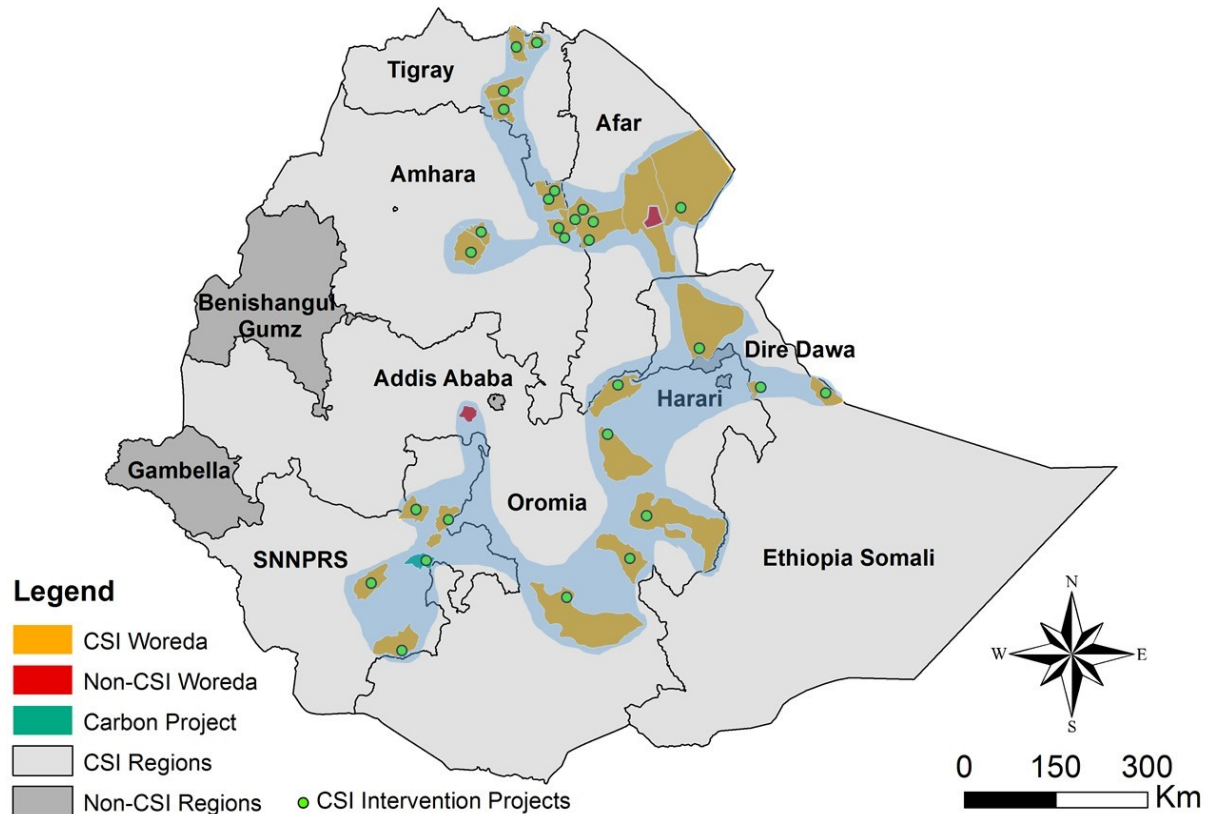 Tigray
Afar
Amhara
Benishangul
Gumz
Dire Dawa
Addis Ababa
Harari
Gambella
Oromia
SNNPRS
Ethiopia Somali
Legend
CSI Woreda
Non-CSI Woreda
Carbon Project
CSI Regions
Non-CSI Regions
CSI Intervention Projects
N
W
E
S
0 150 300
Km